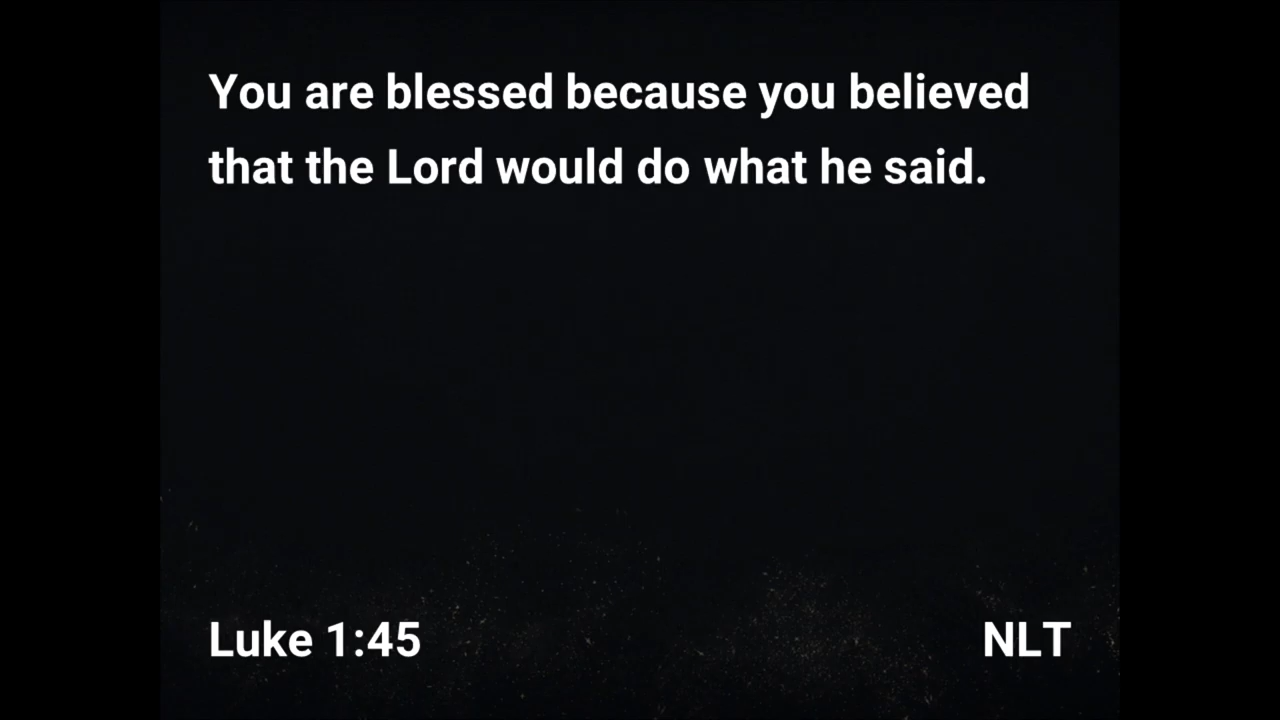 You are blessed because you believed
that the Lord would do what he said.
Luke 1:45
NLT